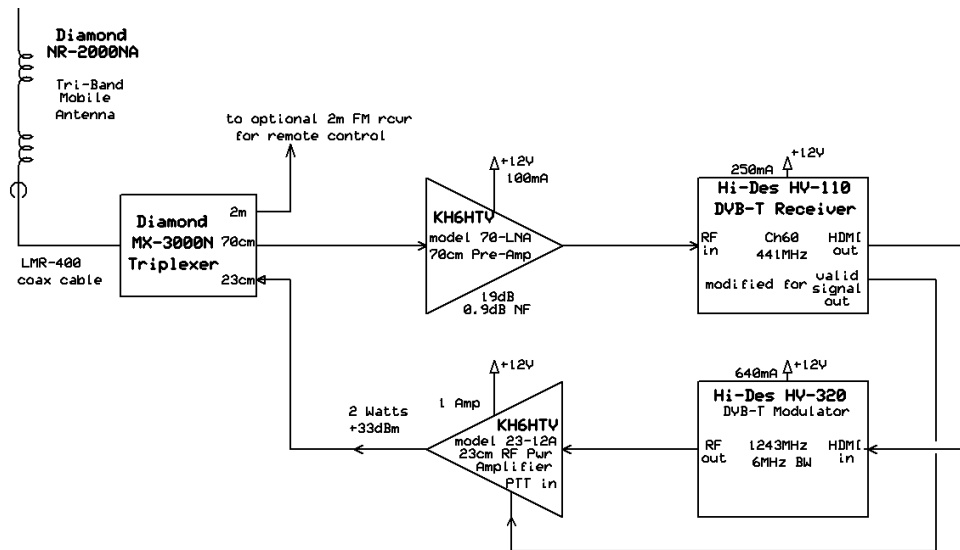 Diamond
NR-2000NA
Tri-Band
Mobile
Antenna
to optional 2m FM rcvr
for remote control
LMR-400
coax cable
Diamond
MX-3000N
Triplexer
2m
70cm
23cm
+12V
100mA
KH6HTV
model 70-LNA
70cm Pre-Amp
19dB
0.9dB NF
+12V
250mA
Hi-Des HV-110
DVB-T Receiver
RF
in
Ch60
441MHz
HDMI
out
modified for
valid
signal
out
+12V
1 Amp
KH6HTV
model 23-12A
23cm RF Pwr
Amplifier
PTT in
2 Watts
+33dBm
+12V
640mA
Hi-Des HV-320
DVB-T Modulator
RF
out
1243MHz
6MHz BW
HDMI
in